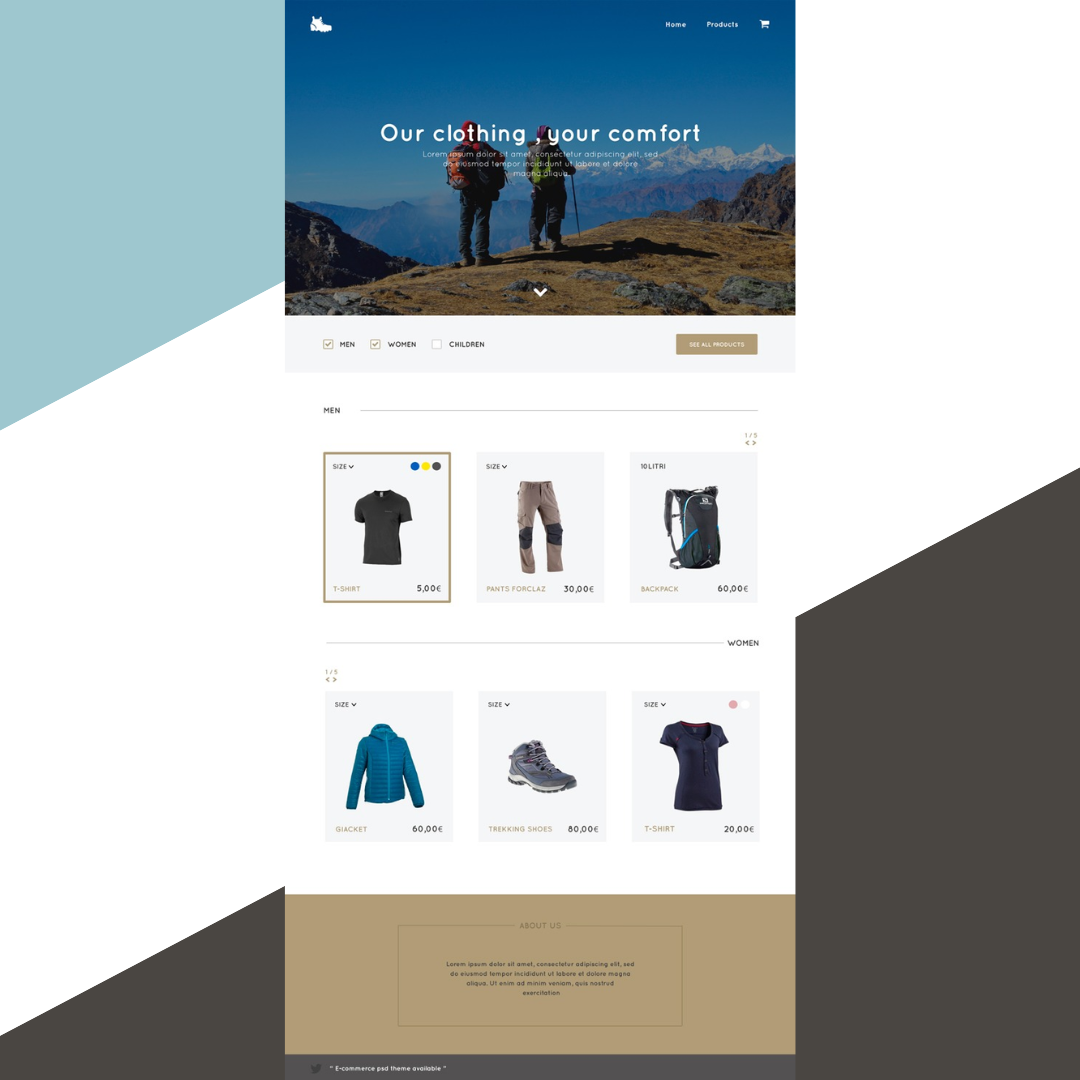 Home Products
Our clothing , your comfort
Lorem ipsum dolor sit amet, consectetur adipiscing elit, sed
do eiusmod tempor incididunt ut labore et dolore
magna aliqua.
MEN WOMEN CHILDREN SEE ALL PRODUCTS
MEN
1 / 5
< >
SIZE SIZE 10LITRI
T-SHIRT 5,00€ PANTS FORCLAZ 30,00€ BACKPACK 60,00€
WOMEN
1 / 5
< >
SIZE SIZE SIZE
GIACKET 60,00€ TREKKING SHOES 80,00€ T-SHIRT 20,00€
ABOUT US
Lorem ipsum dolor sit amet, consectetur adipiscing elit, sed
do eiusmod tempor incididunt ut labore et dolore magna
aliqua. Ut enim ad minim veniam, quis nostrud
exercitation
" E-commerce psd theme available "